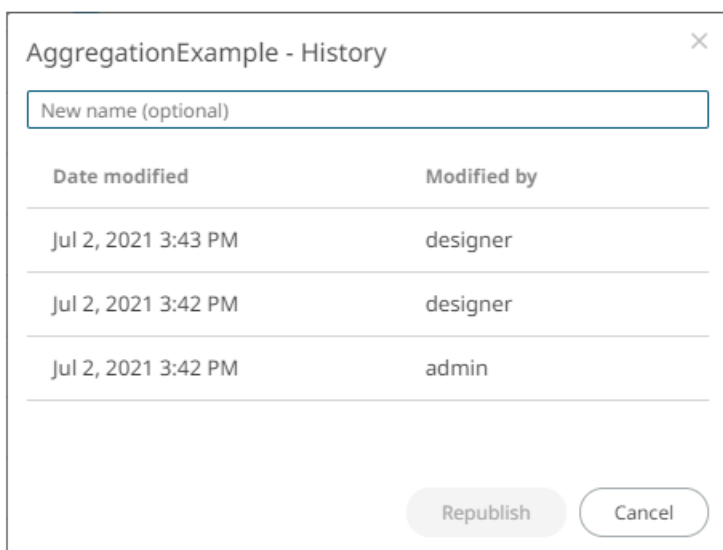 AggregationExample - History
New name (optional)
Date modified Modified by
Jul 2, 2021 3:43 PM designer
Jul 2, 2021 3:42 PM designer
Jul 2, 2021 3:42 PM admin
Republish Cancel